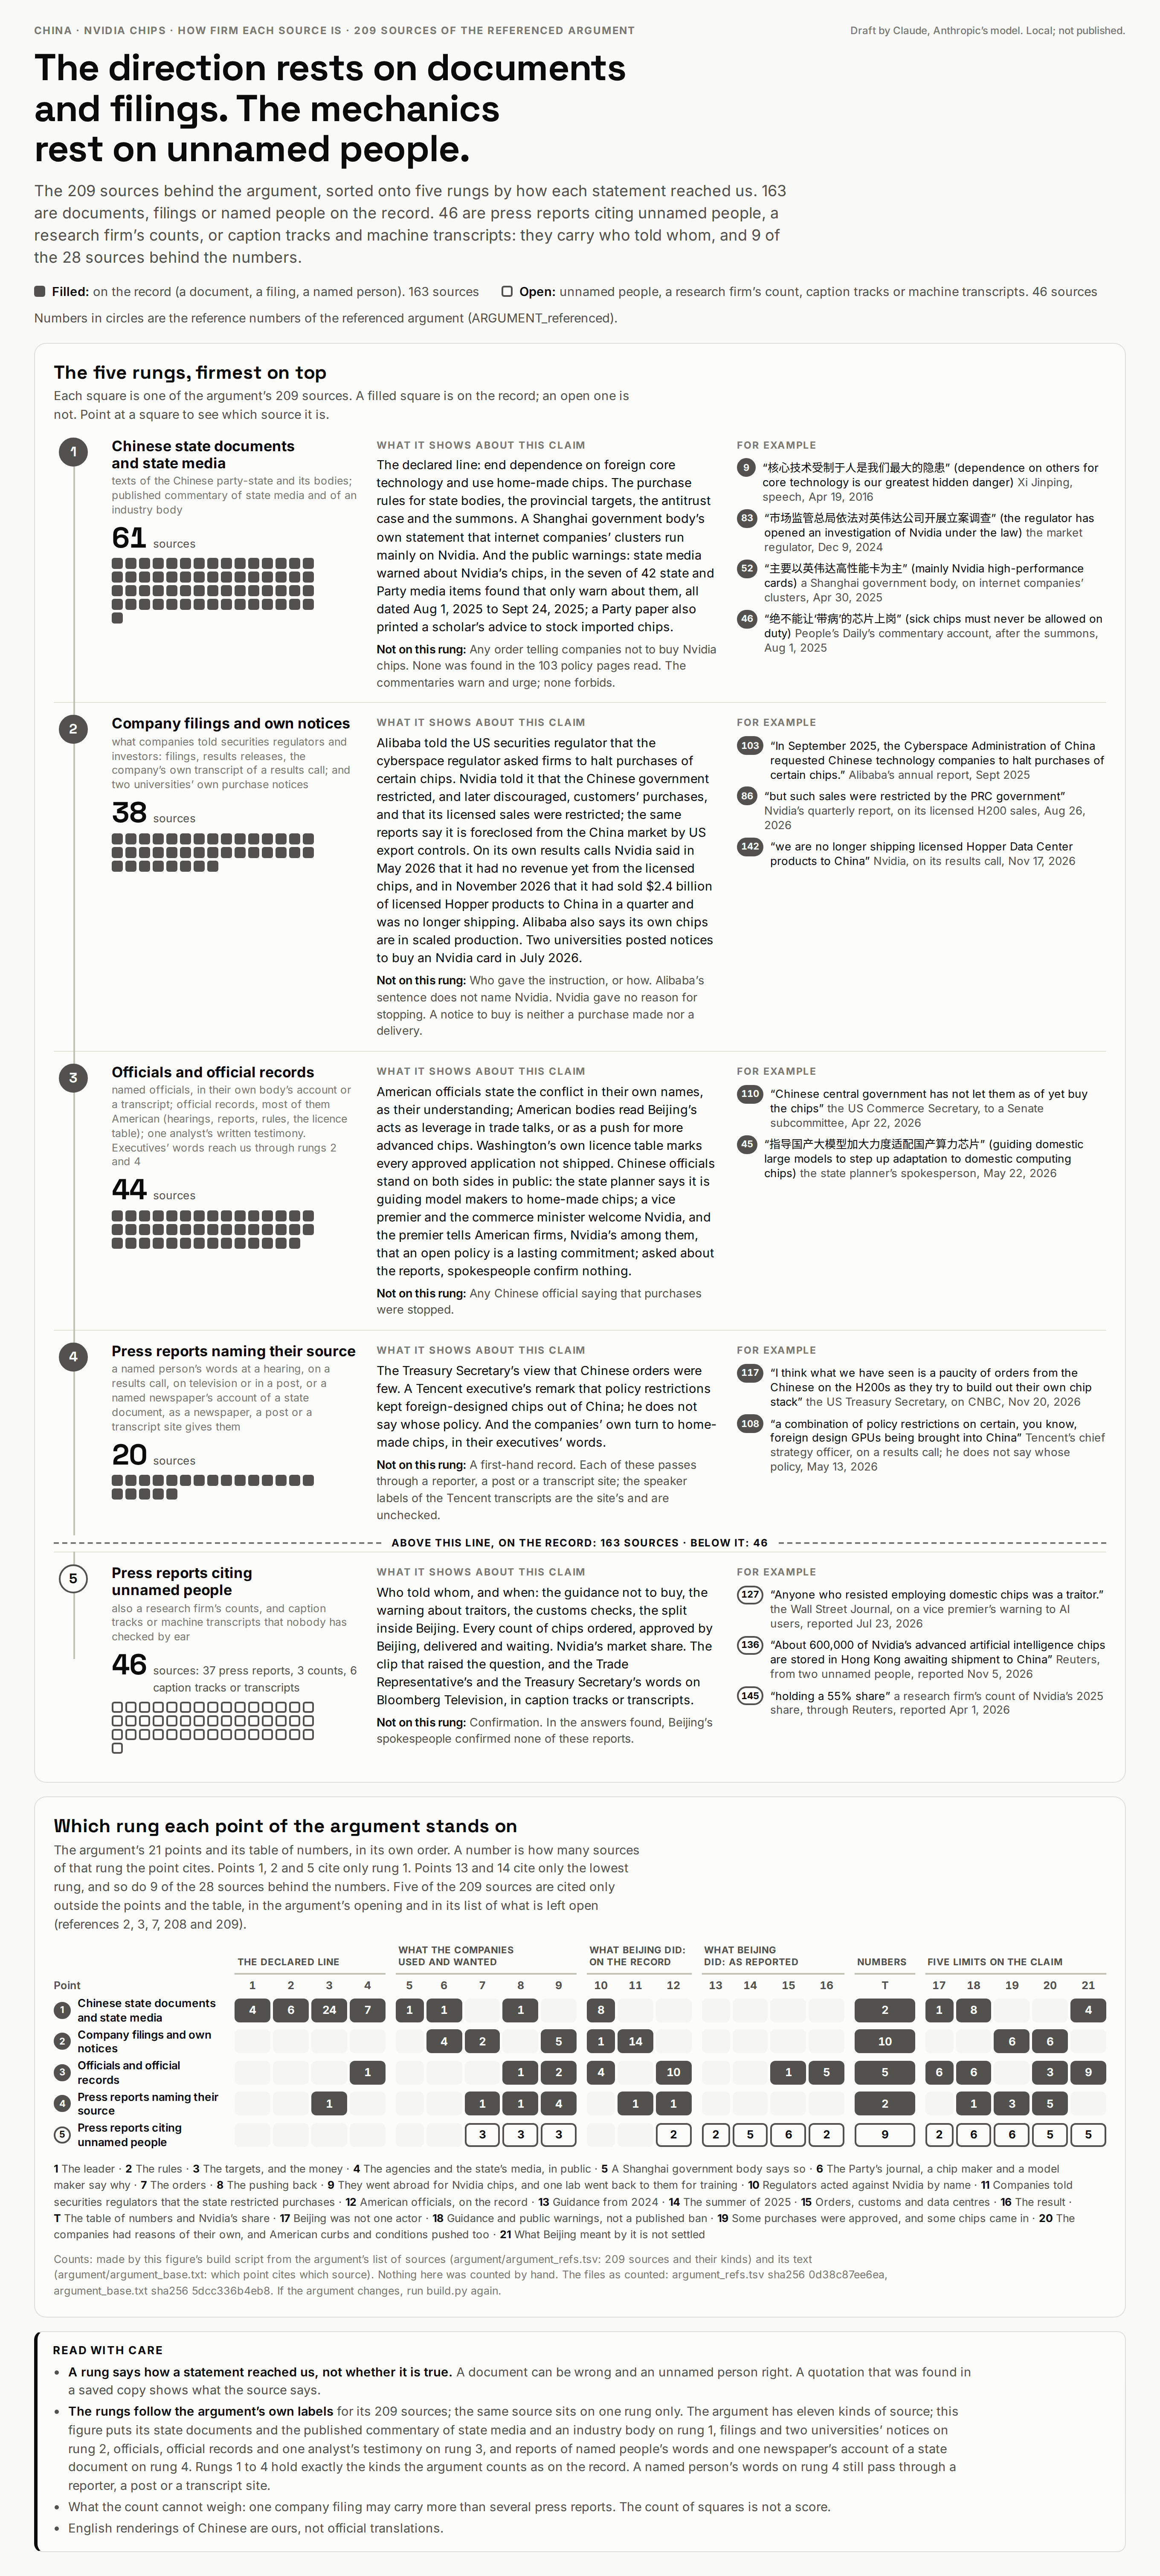 CHINA · NVIDIA CHIPS · HOW FIRM EACH SOURCE IS · 209 SOURCES OF THE REFERENCED ARGUMENT
Draft by Claude, Anthropic’s model. Local; not published.
The direction rests on documents
and filings. The mechanics
rest on unnamed people.
The 209 sources behind the argument, sorted onto five rungs by how each statement reached us. 163
are documents, filings or named people on the record. 46 are press reports citing unnamed people, a
research firm’s counts, or caption tracks and machine transcripts: they carry who told whom, and 9 of
the 28 sources behind the numbers.
Filled: on the record (a document, a filing, a named person). 163 sources
Open: unnamed people, a research firm’s count, caption tracks or machine transcripts. 46 sources
Numbers in circles are the reference numbers of the referenced argument (ARGUMENT_referenced).
The five rungs, firmest on top
Each square is one of the argument’s 209 sources. A filled square is on the record; an open one is
not. Point at a square to see which source it is.
1
Chinese state documents
and state media
texts of the Chinese party-state and its bodies;
published commentary of state media and of an
industry body
61 sources
WHAT IT SHOWS ABOUT THIS CLAIM
The declared line: end dependence on foreign core
technology and use home-made chips. The purchase
rules for state bodies, the provincial targets, the antitrust
case and the summons. A Shanghai government body’s
own statement that internet companies’ clusters run
mainly on Nvidia. And the public warnings: state media
warned about Nvidia’s chips, in the seven of 42 state and
Party media items found that only warn about them, all
dated Aug 1, 2025 to Sept 24, 2025; a Party paper also
printed a scholar’s advice to stock imported chips.
Not on this rung: Any order telling companies not to buy Nvidia
chips. None was found in the 103 policy pages read. The
commentaries warn and urge; none forbids.
FOR EXAMPLE
9 “核心技术受制于人是我们最大的隐患” (dependence on others for
core technology is our greatest hidden danger) Xi Jinping,
speech, Apr 19, 2016
83 “市场监管总局依法对英伟达公司开展立案调查” (the regulator has
opened an investigation of Nvidia under the law) the market
regulator, Dec 9, 2024
52 “主要以英伟达高性能卡为主” (mainly Nvidia high-performance
cards) a Shanghai government body, on internet companies’
clusters, Apr 30, 2025
46 “绝不能让‘带病’的芯片上岗” (sick chips must never be allowed on
duty) People’s Daily’s commentary account, after the summons,
Aug 1, 2025
2
Company filings and own notices
what companies told securities regulators and
investors: filings, results releases, the
company’s own transcript of a results call; and
two universities’ own purchase notices
38 sources
WHAT IT SHOWS ABOUT THIS CLAIM
Alibaba told the US securities regulator that the
cyberspace regulator asked firms to halt purchases of
certain chips. Nvidia told it that the Chinese government
restricted, and later discouraged, customers’ purchases,
and that its licensed sales were restricted; the same
reports say it is foreclosed from the China market by US
export controls. On its own results calls Nvidia said in
May 2026 that it had no revenue yet from the licensed
chips, and in November 2026 that it had sold $2.4 billion
of licensed Hopper products to China in a quarter and
was no longer shipping. Alibaba also says its own chips
are in scaled production. Two universities posted notices
to buy an Nvidia card in July 2026.
Not on this rung: Who gave the instruction, or how. Alibaba’s
sentence does not name Nvidia. Nvidia gave no reason for
stopping. A notice to buy is neither a purchase made nor a
delivery.
FOR EXAMPLE
103 “In September 2025, the Cyberspace Administration of China
requested Chinese technology companies to halt purchases of
certain chips.” Alibaba’s annual report, Sept 2025
86 “but such sales were restricted by the PRC government”
Nvidia’s quarterly report, on its licensed H200 sales, Aug 26,
2026
142 “we are no longer shipping licensed Hopper Data Center
products to China” Nvidia, on its results call, Nov 17, 2026
3
Officials and official records
named officials, in their own body’s account or
a transcript; official records, most of them
American (hearings, reports, rules, the licence
table); one analyst’s written testimony.
Executives’ words reach us through rungs 2
and 4
44 sources
WHAT IT SHOWS ABOUT THIS CLAIM
American officials state the conflict in their own names,
as their understanding; American bodies read Beijing’s
acts as leverage in trade talks, or as a push for more
advanced chips. Washington’s own licence table marks
every approved application not shipped. Chinese officials
stand on both sides in public: the state planner says it is
guiding model makers to home-made chips; a vice
premier and the commerce minister welcome Nvidia, and
the premier tells American firms, Nvidia’s among them,
that an open policy is a lasting commitment; asked about
the reports, spokespeople confirm nothing.
Not on this rung: Any Chinese official saying that purchases
were stopped.
FOR EXAMPLE
110 “Chinese central government has not let them as of yet buy
the chips” the US Commerce Secretary, to a Senate
subcommittee, Apr 22, 2026
45 “指导国产大模型加大力度适配国产算力芯片” (guiding domestic
large models to step up adaptation to domestic computing
chips) the state planner’s spokesperson, May 22, 2026
4
Press reports naming their source
a named person’s words at a hearing, on a
results call, on television or in a post, or a
named newspaper’s account of a state
document, as a newspaper, a post or a
transcript site gives them
20 sources
WHAT IT SHOWS ABOUT THIS CLAIM
The Treasury Secretary’s view that Chinese orders were
few. A Tencent executive’s remark that policy restrictions
kept foreign-designed chips out of China; he does not
say whose policy. And the companies’ own turn to home-
made chips, in their executives’ words.
Not on this rung: A first-hand record. Each of these passes
through a reporter, a post or a transcript site; the speaker
labels of the Tencent transcripts are the site’s and are
unchecked.
FOR EXAMPLE
117 “I think what we have seen is a paucity of orders from the
Chinese on the H200s as they try to build out their own chip
stack” the US Treasury Secretary, on CNBC, Nov 20, 2026
108 “a combination of policy restrictions on certain, you know,
foreign design GPUs being brought into China” Tencent’s chief
strategy officer, on a results call; he does not say whose
policy, May 13, 2026
ABOVE THIS LINE, ON THE RECORD: 163 SOURCES · BELOW IT: 46
5
Press reports citing
unnamed people
also a research firm’s counts, and caption
tracks or machine transcripts that nobody has
checked by ear
46 sources: 37 press reports, 3 counts, 6
caption tracks or transcripts
WHAT IT SHOWS ABOUT THIS CLAIM
Who told whom, and when: the guidance not to buy, the
warning about traitors, the customs checks, the split
inside Beijing. Every count of chips ordered, approved by
Beijing, delivered and waiting. Nvidia’s market share. The
clip that raised the question, and the Trade
Representative’s and the Treasury Secretary’s words on
Bloomberg Television, in caption tracks or transcripts.
Not on this rung: Confirmation. In the answers found, Beijing’s
spokespeople confirmed none of these reports.
FOR EXAMPLE
127 “Anyone who resisted employing domestic chips was a traitor.”
the Wall Street Journal, on a vice premier’s warning to AI
users, reported Jul 23, 2026
136 “About 600,000 of Nvidia’s advanced artificial intelligence chips
are stored in Hong Kong awaiting shipment to China” Reuters,
from two unnamed people, reported Nov 5, 2026
145 “holding a 55% share” a research firm’s count of Nvidia’s 2025
share, through Reuters, reported Apr 1, 2026
Which rung each point of the argument stands on
The argument’s 21 points and its table of numbers, in its own order. A number is how many sources
of that rung the point cites. Points 1, 2 and 5 cite only rung 1. Points 13 and 14 cite only the lowest
rung, and so do 9 of the 28 sources behind the numbers. Five of the 209 sources are cited only
outside the points and the table, in the argument’s opening and in its list of what is left open
(references 2, 3, 7, 208 and 209).
THE DECLARED LINE
WHAT THE COMPANIES
USED AND WANTED
WHAT BEIJING DID:
ON THE RECORD
WHAT BEIJING
DID: AS REPORTED
NUMBERS
FIVE LIMITS ON THE CLAIM
Point 1 2 3 4 5 6 7 8 9 10 11 12 13 14 15 16 T 17 18 19 20 21
1 Chinese state documents
and state media
4 6 24 7 1 1 1 8 2 1 8 4
2 Company filings and own
notices
4 2 5 1 14 10 6 6
3 Officials and official
records
1 1 2 4 10 1 5 5 6 6 3 9
4 Press reports naming their
source
1 1 1 4 1 1 2 1 3 5
5 Press reports citing
unnamed people
3 3 3 2 2 5 6 2 9 2 6 6 5 5
1 The leader · 2 The rules · 3 The targets, and the money · 4 The agencies and the state’s media, in public · 5 A Shanghai government body says so · 6 The Party’s journal, a chip maker and a model
maker say why · 7 The orders · 8 The pushing back · 9 They went abroad for Nvidia chips, and one lab went back to them for training · 10 Regulators acted against Nvidia by name · 11 Companies told
securities regulators that the state restricted purchases · 12 American officials, on the record · 13 Guidance from 2024 · 14 The summer of 2025 · 15 Orders, customs and data centres · 16 The result ·
T The table of numbers and Nvidia’s share · 17 Beijing was not one actor · 18 Guidance and public warnings, not a published ban · 19 Some purchases were approved, and some chips came in · 20 The
companies had reasons of their own, and American curbs and conditions pushed too · 21 What Beijing meant by it is not settled
Counts: made by this figure’s build script from the argument’s list of sources (argument/argument_refs.tsv: 209 sources and their kinds) and its text
(argument/argument_base.txt: which point cites which source). Nothing here was counted by hand. The files as counted: argument_refs.tsv sha256 0d38c87ee6ea,
argument_base.txt sha256 5dcc336b4eb8. If the argument changes, run build.py again.
READ WITH CARE
• A rung says how a statement reached us, not whether it is true. A document can be wrong and an unnamed person right. A quotation that was found in
a saved copy shows what the source says.
• The rungs follow the argument’s own labels for its 209 sources; the same source sits on one rung only. The argument has eleven kinds of source; this
figure puts its state documents and the published commentary of state media and an industry body on rung 1, filings and two universities’ notices on
rung 2, officials, official records and one analyst’s testimony on rung 3, and reports of named people’s words and one newspaper’s account of a state
document on rung 4. Rungs 1 to 4 hold exactly the kinds the argument counts as on the record. A named person’s words on rung 4 still pass through a
reporter, a post or a transcript site.
• What the count cannot weigh: one company filing may carry more than several press reports. The count of squares is not a score.
• English renderings of Chinese are ours, not official translations.